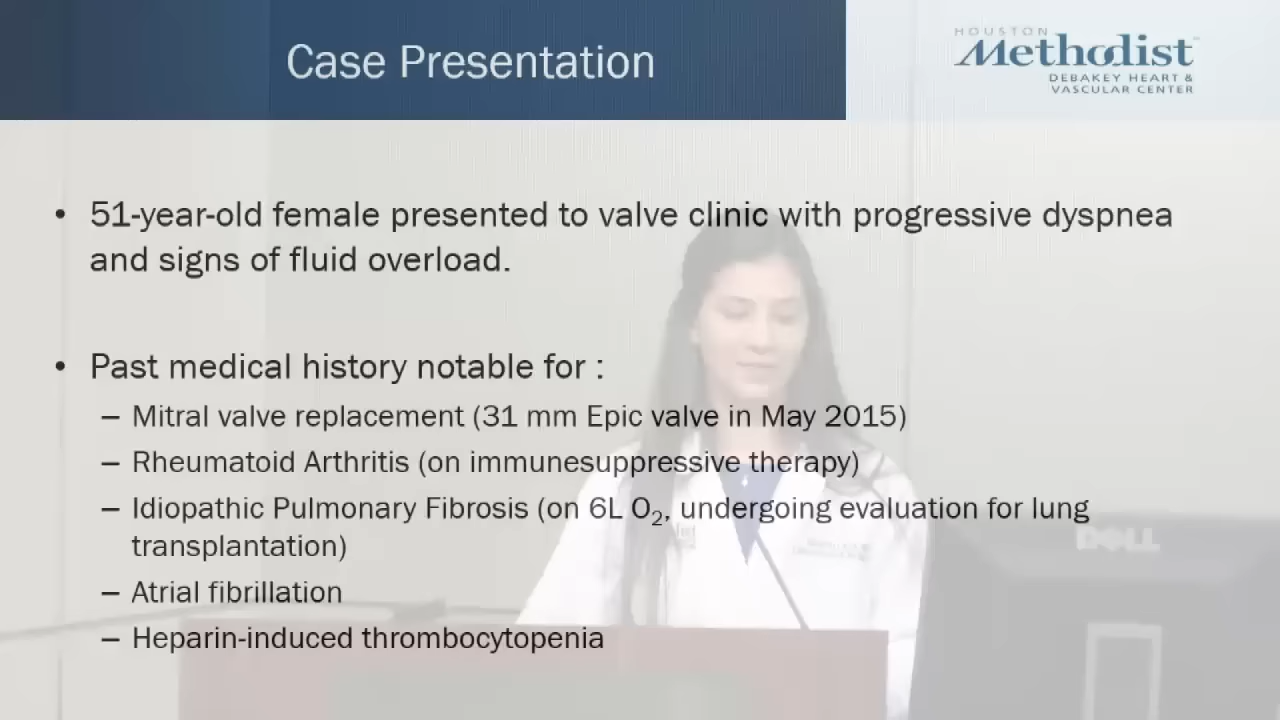 Case Presentation
HOUSTON
Methodist
DEBAKEY HEART &
VASCULAR CENTER
• 51-year-old female presented to valve clinic with progressive dyspnea
and signs of fluid overload.
• Past medical history notable for :
– Mitral valve replacement (31 mm Epic valve in May 2015)
– Rheumatoid Arthritis (on immunesuppressive therapy)
– Idiopathic Pulmonary Fibrosis (on 6L O₂, undergoing evaluation for lung
transplantation)
– Atrial fibrillation
– Heparin-induced thrombocytopenia
DELL